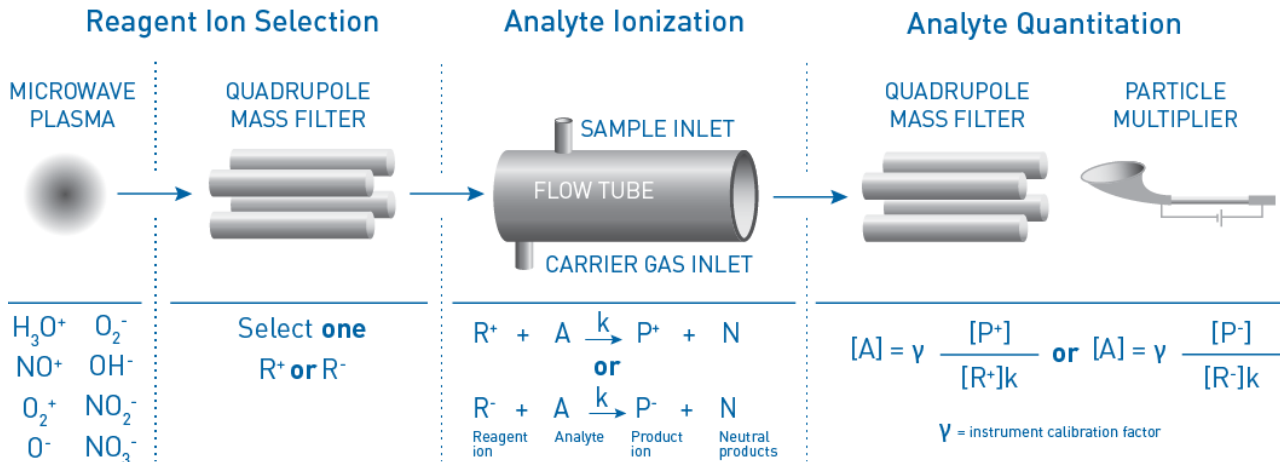 Reagent Ion Selection
Analyte Ionization
Analyte Quantitation
MICROWAVE
PLASMA
QUADRUPOLE
MASS FILTER
SAMPLE INLET
FLOW TUBE
CARRIER GAS INLET
QUADRUPOLE
MASS FILTER
PARTICLE
MULTIPLIER
H₃O⁺ O₂⁻
NO⁺ OH⁻
O₂⁺ NO₂⁻
O⁻ NO₃⁻
Select one
R⁺ or R⁻
R⁺ + A k→ P⁺ + N
or
R⁻ + A k→ P⁻ + N
Reagent ion Analyte Product ion Neutral products
[A] = γ [P⁺] / [R⁺]k or [A] = γ [P⁻] / [R⁻]k
γ = instrument calibration factor